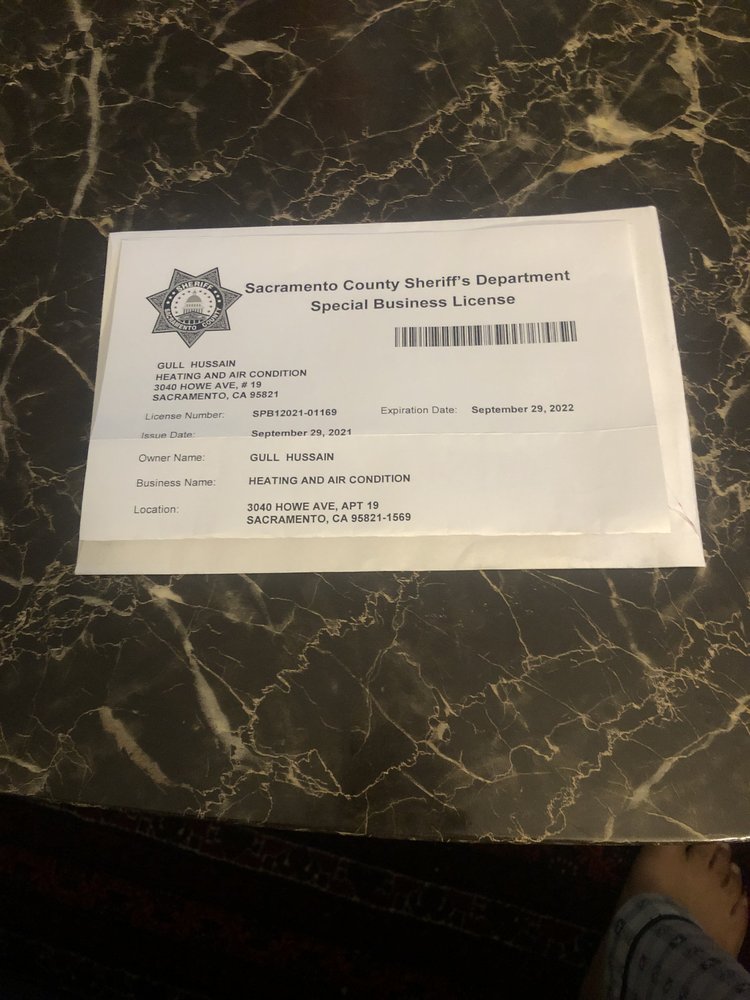 SHERIFF
SACRAMENTO COUNTY
Sacramento County Sheriff's Department
Special Business License
GULL HUSSAIN
HEATING AND AIR CONDITION
3040 HOWE AVE, # 19
SACRAMENTO, CA 95821
License Number: SPB12021-01169 Expiration Date: September 29, 2022
Issue Date: September 29, 2021
Owner Name: GULL HUSSAIN
Business Name: HEATING AND AIR CONDITION
Location: 3040 HOWE AVE, APT 19
SACRAMENTO, CA 95821-1569